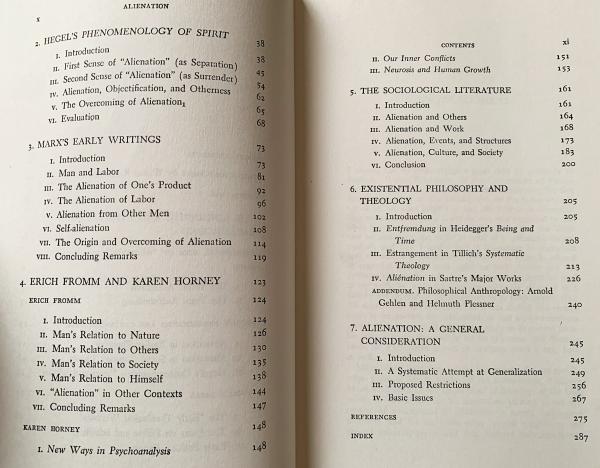 x
ALIENATION
2. HEGEL'S PHENOMENOLOGY OF SPIRIT 38
I. Introduction 38
II. First Sense of "Alienation" (as Separation) 45
III. Second Sense of "Alienation" (as Surrender) 54
IV. Alienation, Objectification, and Otherness 62
V. The Overcoming of Alienation₁ 65
VI. Evaluation 68
3. MARX'S EARLY WRITINGS 73
I. Introduction 73
II. Man and Labor 81
III. The Alienation of One's Product 92
IV. The Alienation of Labor 96
V. Alienation from Other Men 102
VI. Self-alienation 108
VII. The Origin and Overcoming of Alienation 114
VIII. Concluding Remarks 119
4. ERICH FROMM AND KAREN HORNEY 123
ERICH FROMM 124
I. Introduction 124
II. Man's Relation to Nature 126
III. Man's Relation to Others 130
IV. Man's Relation to Society 135
V. Man's Relation to Himself 138
VI. "Alienation" in Other Contexts 144
VII. Concluding Remarks 147
KAREN HORNEY 148
I. New Ways in Psychoanalysis 148
CONTENTS xi
II. Our Inner Conflicts 151
III. Neurosis and Human Growth 153
5. THE SOCIOLOGICAL LITERATURE 161
I. Introduction 161
II. Alienation and Others 164
III. Alienation and Work 168
IV. Alienation, Events, and Structures 173
V. Alienation, Culture, and Society 183
VI. Conclusion 200
6. EXISTENTIAL PHILOSOPHY AND
THEOLOGY 205
I. Introduction 205
II. Entfremdung in Heidegger's Being and
Time 208
III. Estrangement in Tillich's Systematic
Theology 213
IV. Aliénation in Sartre's Major Works 226
ADDENDUM. Philosophical Anthropology: Arnold
Gehlen and Helmuth Plessner 240
7. ALIENATION: A GENERAL
CONSIDERATION 245
I. Introduction 245
II. A Systematic Attempt at Generalization 249
III. Proposed Restrictions 256
IV. Basic Issues 267
REFERENCES 275
INDEX 287